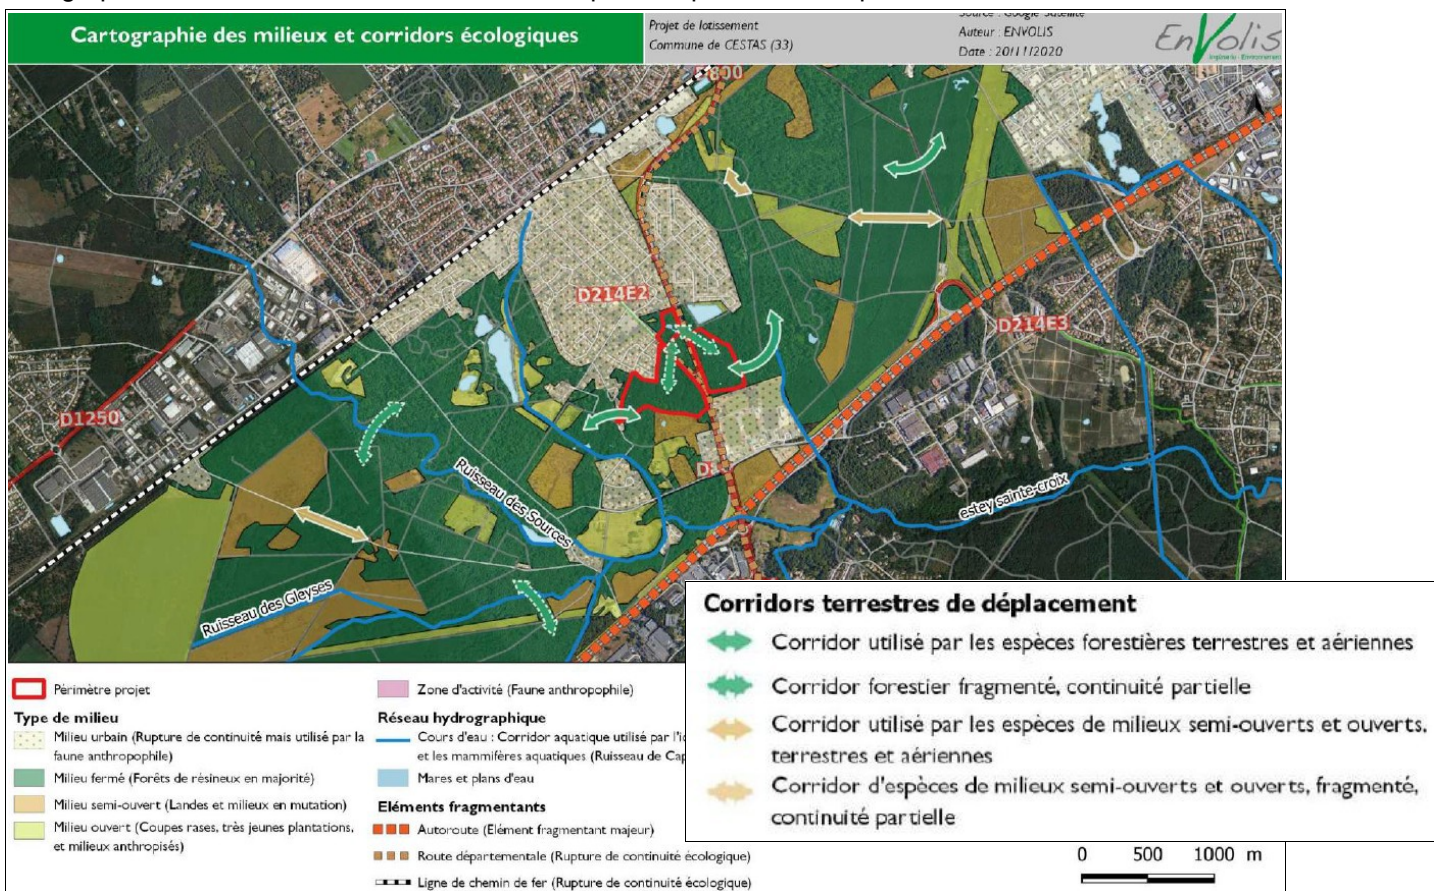 Cartographie des milieux et corridors écologiques
Projet de lotissement
Commune de CESTAS (33)
Source : Google Satellite
Auteur : ENVOLIS
Date : 20/11/2020
EnVolis
Ingénierie - Environnement
D214E2
D214E3
D1250
Ruisseau des Sources
estey sainte-croix
Ruisseau des Gleyses
Corridors terrestres de déplacement
Corridor utilisé par les espèces forestières terrestres et aériennes
Corridor forestier fragmenté, continuité partielle
Corridor utilisé par les espèces de milieux semi-ouverts et ouverts,
terrestres et aériennes
Corridor d'espèces de milieux semi-ouverts et ouverts, fragmenté,
continuité partielle
Périmètre projet
Type de milieu
Milieu urbain (Rupture de continuité mais utilisé par la
faune anthropophile)
Milieu fermé (Forêts de résineux en majorité)
Milieu semi-ouvert (Landes et milieux en mutation)
Milieu ouvert (Coupes rases, très jeunes plantations,
et milieux anthropisés)
Zone d'activité (Faune anthropophile)
Réseau hydrographique
Cours d'eau : Corridor aquatique utilisé par
et les mammifères aquatiques (Ruisseau de
Mares et plans d'eau
Eléments fragmentants
Autoroute (Elément fragmentant majeur)
Route départementale (Rupture de continuité écologique)
Ligne de chemin de fer (Rupture de continuité écologique)
0 500 1000 m